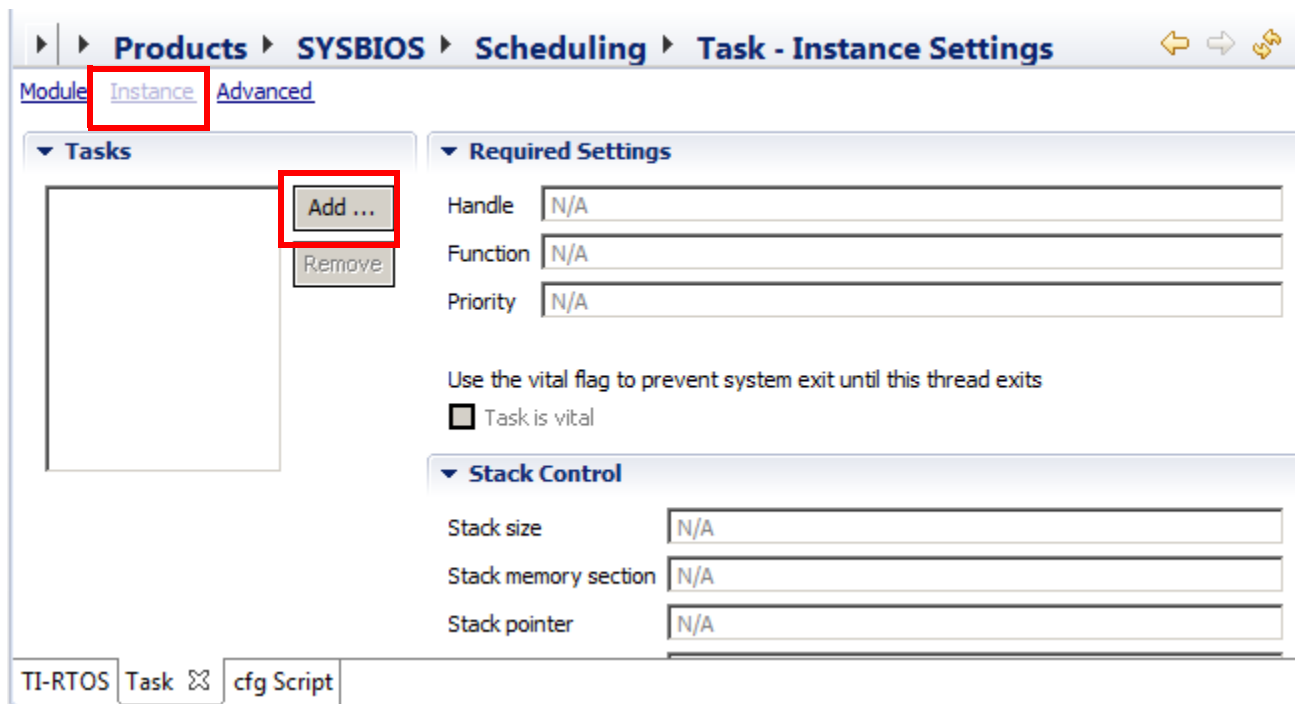 Products SYSBIOS Scheduling Task - Instance Settings
Module Instance Advanced
Tasks
Add ...
Remove
Required Settings
Handle N/A
Function N/A
Priority N/A
Use the vital flag to prevent system exit until this thread exits
Task is vital
Stack Control
Stack size N/A
Stack memory section N/A
Stack pointer N/A
TI-RTOS Task cfg Script